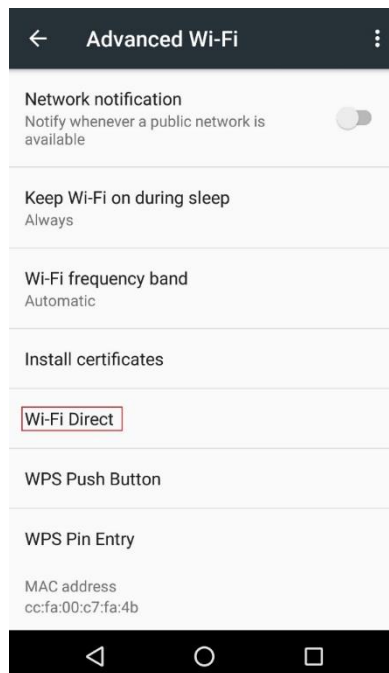 Advanced Wi-Fi
Network notification
Notify whenever a public network is
available
Keep Wi-Fi on during sleep
Always
Wi-Fi frequency band
Automatic
Install certificates
Wi-Fi Direct
WPS Push Button
WPS Pin Entry
MAC address
cc:fa:00:c7:fa:4b